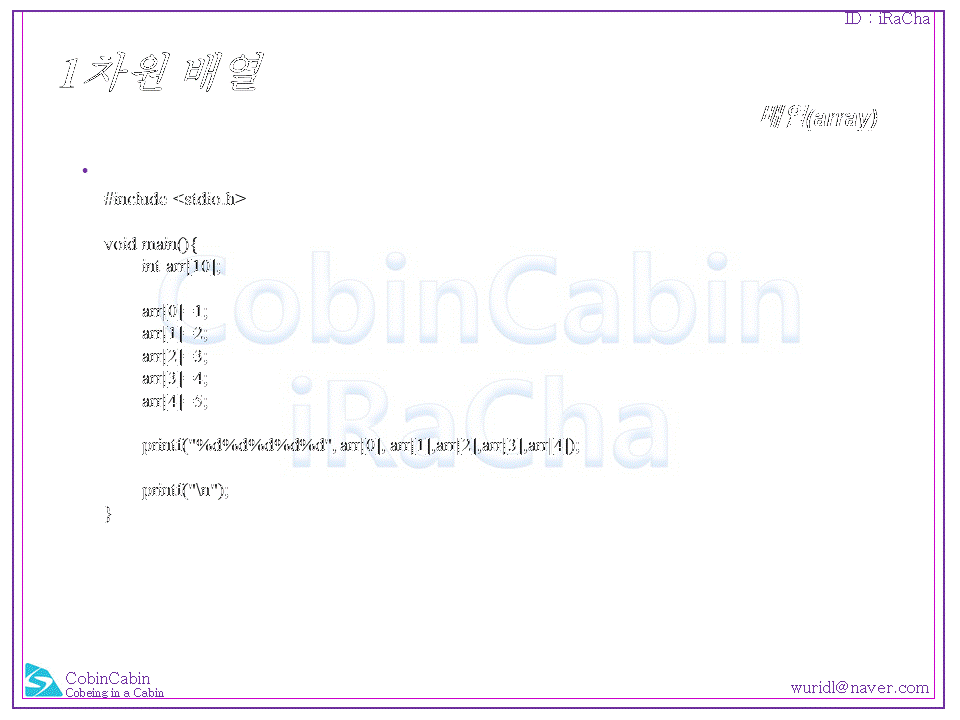 ID : iRaCha
1차원 배열
배열(array)
•
#include <stdio.h>
void main(){
int arr[10];
arr[0]=1;
arr[1]=2;
arr[2]=3;
arr[3]=4;
arr[4]=5;
printf("%d%d%d%d%d", arr[0], arr[1],arr[2],arr[3],arr[4]);
printf("\n");
}
CobinCabin
iRaCha
CobinCabin
Cobeing in a Cabin
wuridl@naver.com